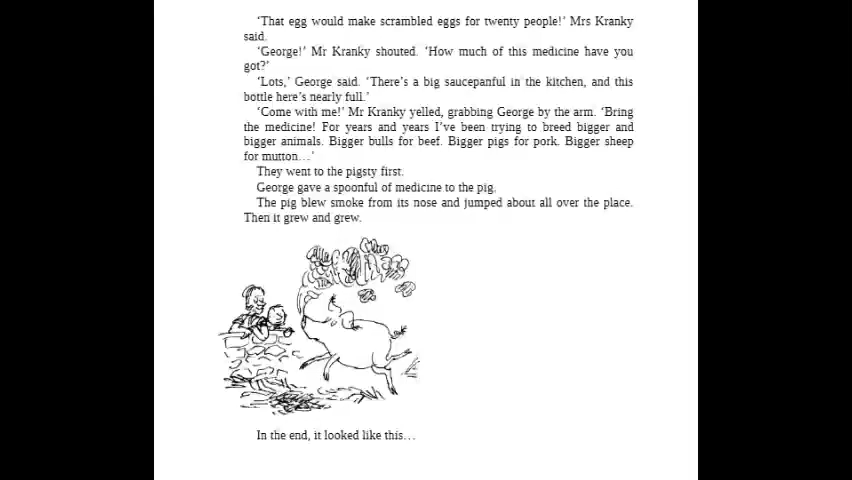 ‘That egg would make scrambled eggs for twenty people!’ Mrs Kranky
said.
‘George!’ Mr Kranky shouted. ‘How much of this medicine have you
got?’
‘Lots,’ George said. ‘There’s a big saucepanful in the kitchen, and this
bottle here’s nearly full.’
‘Come with me!’ Mr Kranky yelled, grabbing George by the arm. ‘Bring
the medicine! For years and years I’ve been trying to breed bigger and
bigger animals. Bigger bulls for beef. Bigger pigs for pork. Bigger sheep
for mutton…’
They went to the pigsty first.
George gave a spoonful of medicine to the pig.
The pig blew smoke from its nose and jumped about all over the place.
Then it grew and grew.
In the end, it looked like this…